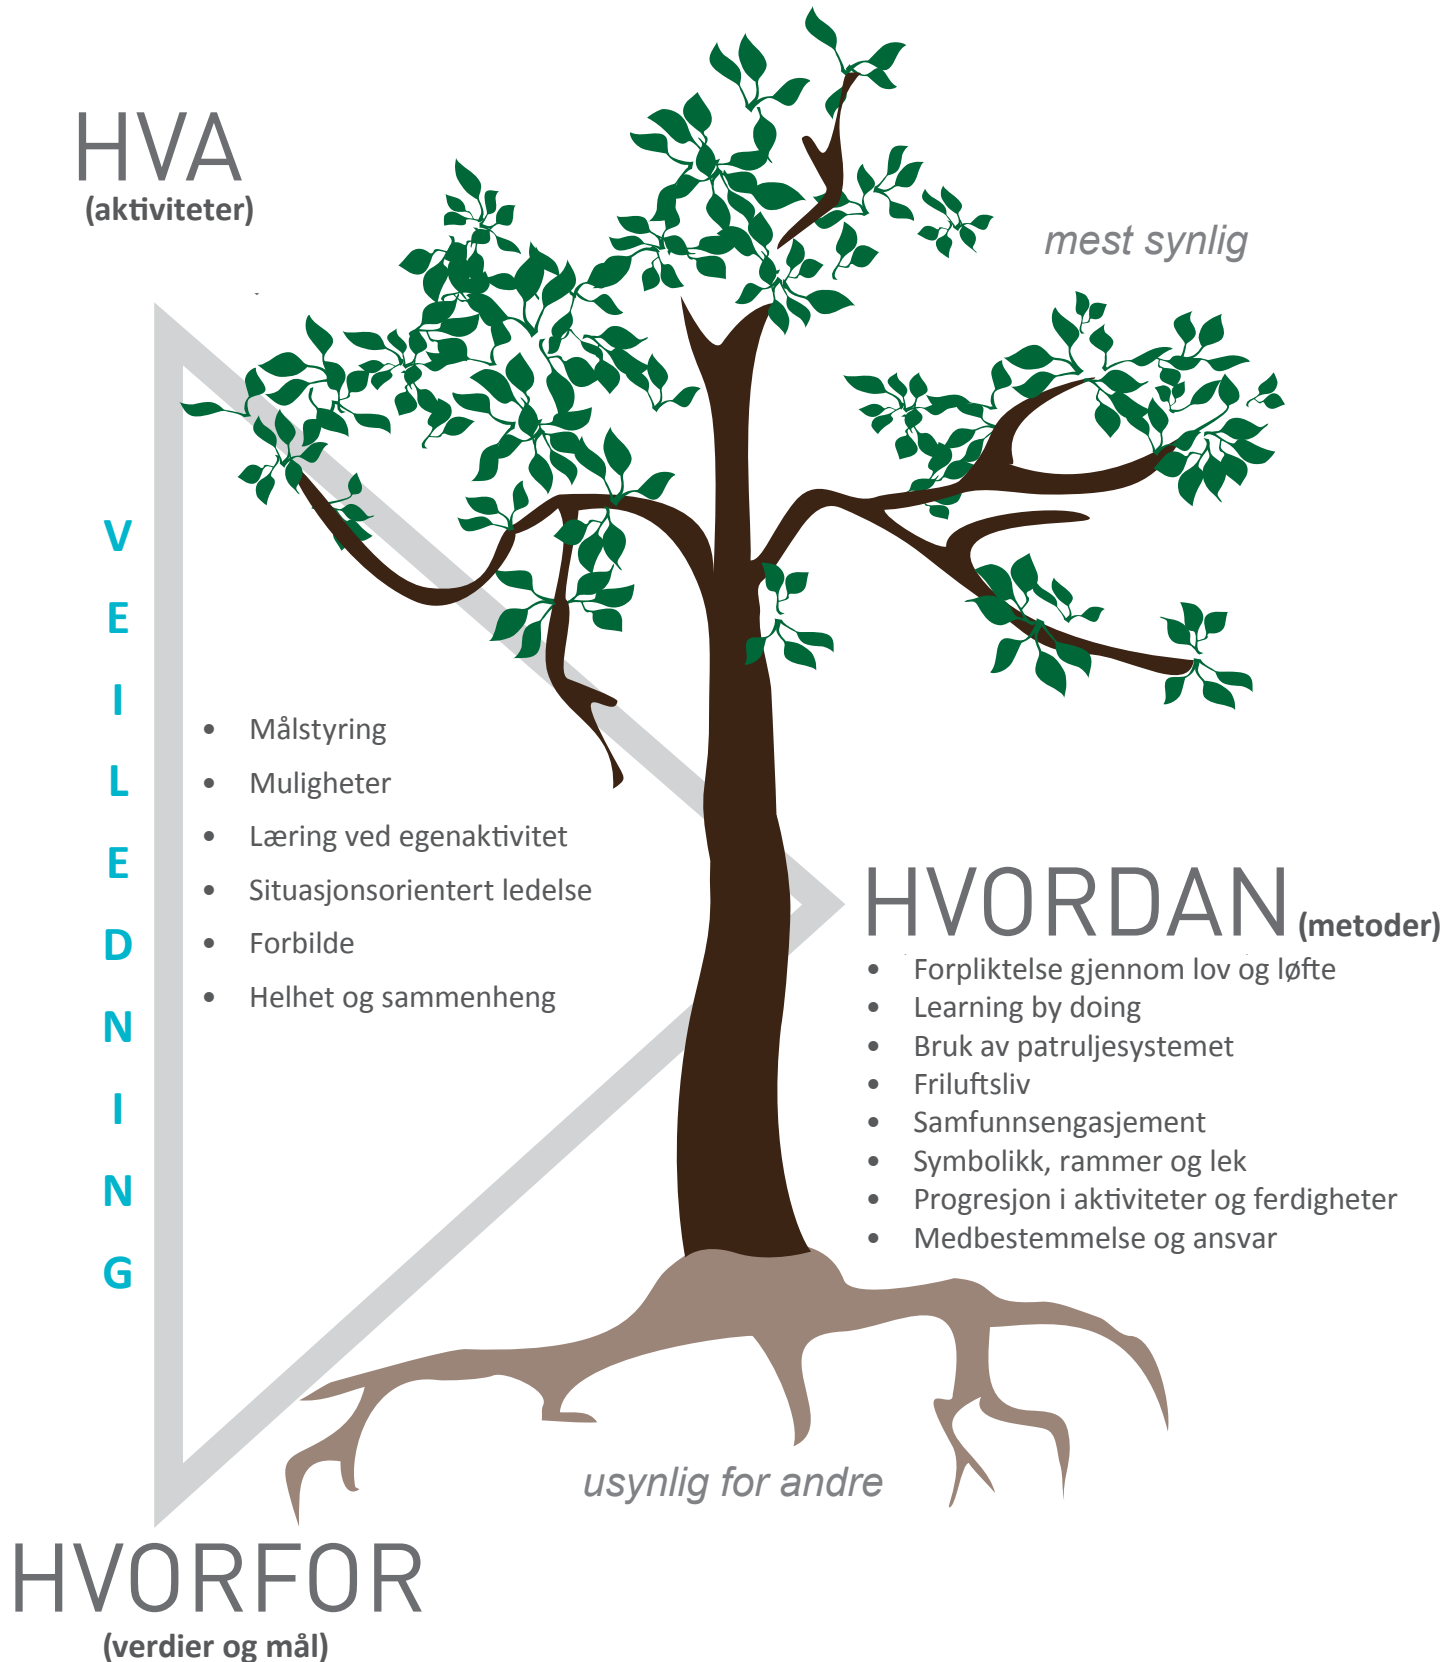 HVA
(aktiviteter)
mest synlig
VEILEDNING
• Målstyring
• Muligheter
• Læring ved egenaktivitet
• Situasjonsorientert ledelse
• Forbilde
• Helhet og sammenheng
HVORDAN (metoder)
• Forpliktelse gjennom lov og løfte
• Learning by doing
• Bruk av patruljesystemet
• Friluftsliv
• Samfunnsengasjement
• Symbolikk, rammer og lek
• Progresjon i aktiviteter og ferdigheter
• Medbestemmelse og ansvar
usynlig for andre
HVORFOR
(verdier og mål)